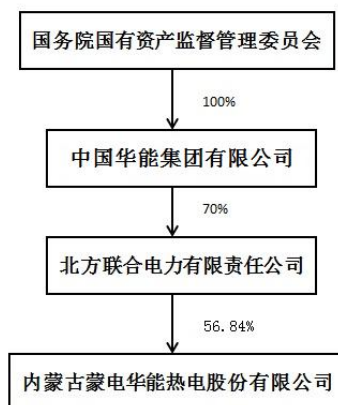 国务院国有资产监督管理委员会
100%
中国华能集团有限公司
70%
北方联合电力有限责任公司
56.84%
内蒙古蒙电华能热电股份有限公司